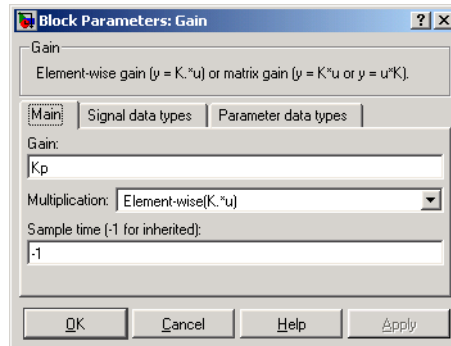 Block Parameters: Gain
Gain
Element-wise gain (y = K.*u) or matrix gain (y = K*u or y = u*K).
Main Signal data types Parameter data types
Gain:
Kp
Multiplication: Element-wise(K.*u)
Sample time (-1 for inherited):
-1
OK Cancel Help Apply